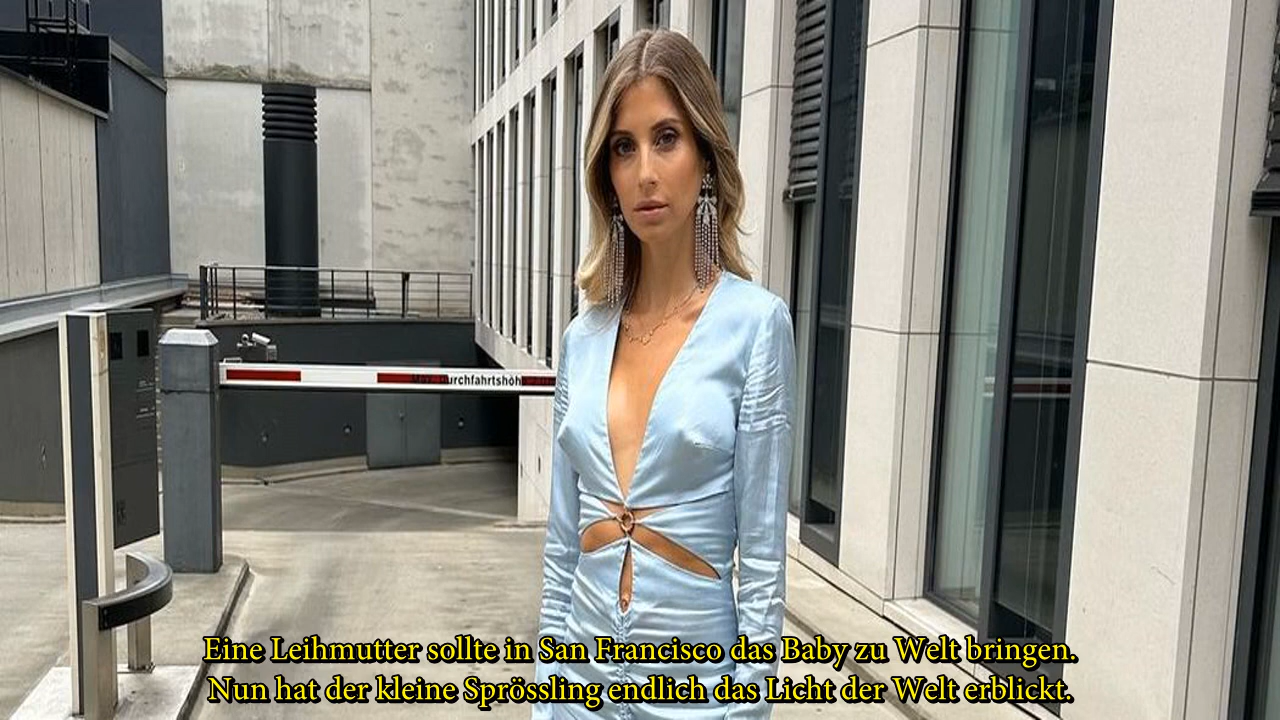 Max. Durchfahrtshöhe
Eine Leihmutter sollte in San Francisco das Baby zu Welt bringen.
Nun hat der kleine Sprössling endlich das Licht der Welt erblickt.